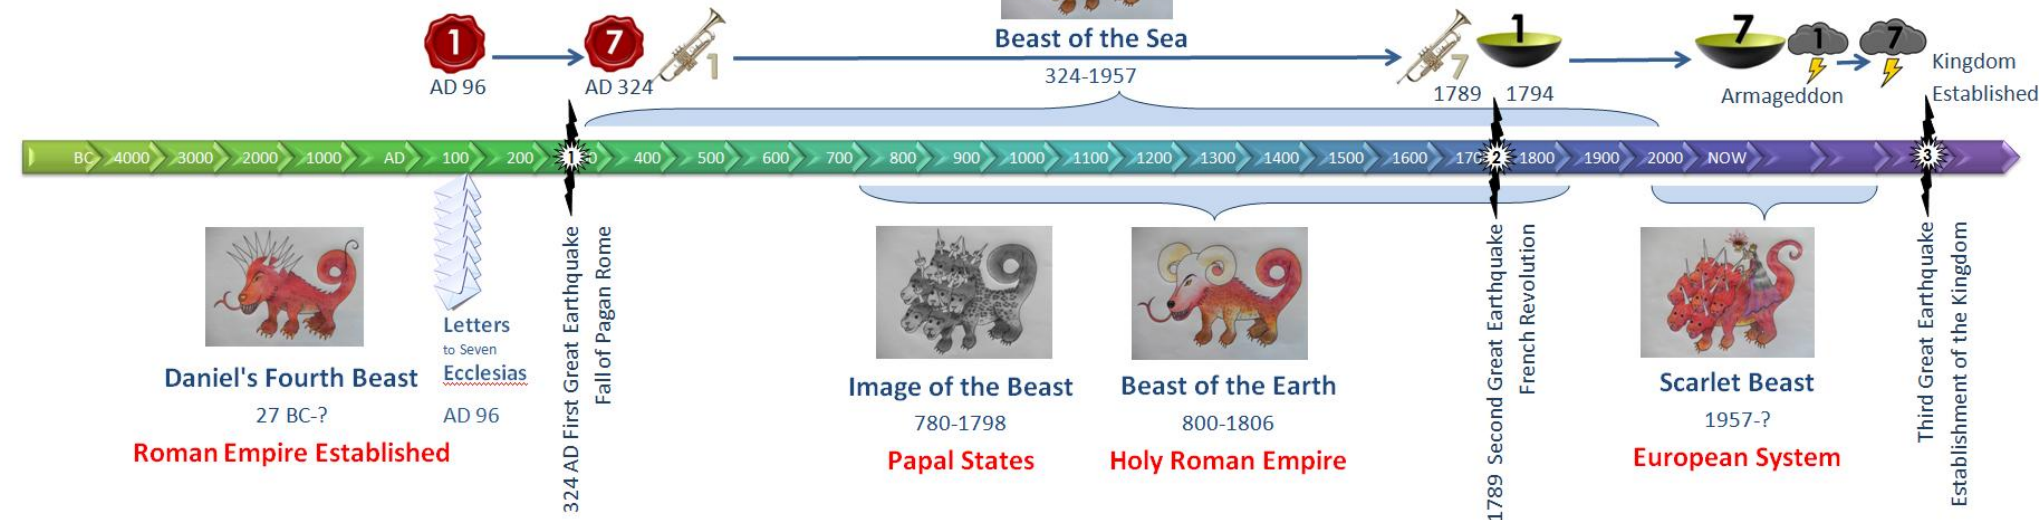 1
7
1
Beast of the Sea
7
1
7
1
7
AD 96
AD 324
324-1957
1789
1794
Armageddon
Kingdom
Established
BC
4000
3000
2000
1000
AD
100
200
1
400
500
600
700
800
900
1000
1100
1200
1300
1400
1500
1600
2
1800
1900
2000
NOW
3
Daniel's Fourth Beast
27 BC-?
Roman Empire Established
Letters
to Seven
Ecclesias
AD 96
324 AD First Great Earthquake
Fall of Pagan Rome
Image of the Beast
780-1798
Papal States
Beast of the Earth
800-1806
Holy Roman Empire
1789 Second Great Earthquake
French Revolution
Scarlet Beast
1957-?
European System
Third Great Earthquake
Establishment of the Kingdom